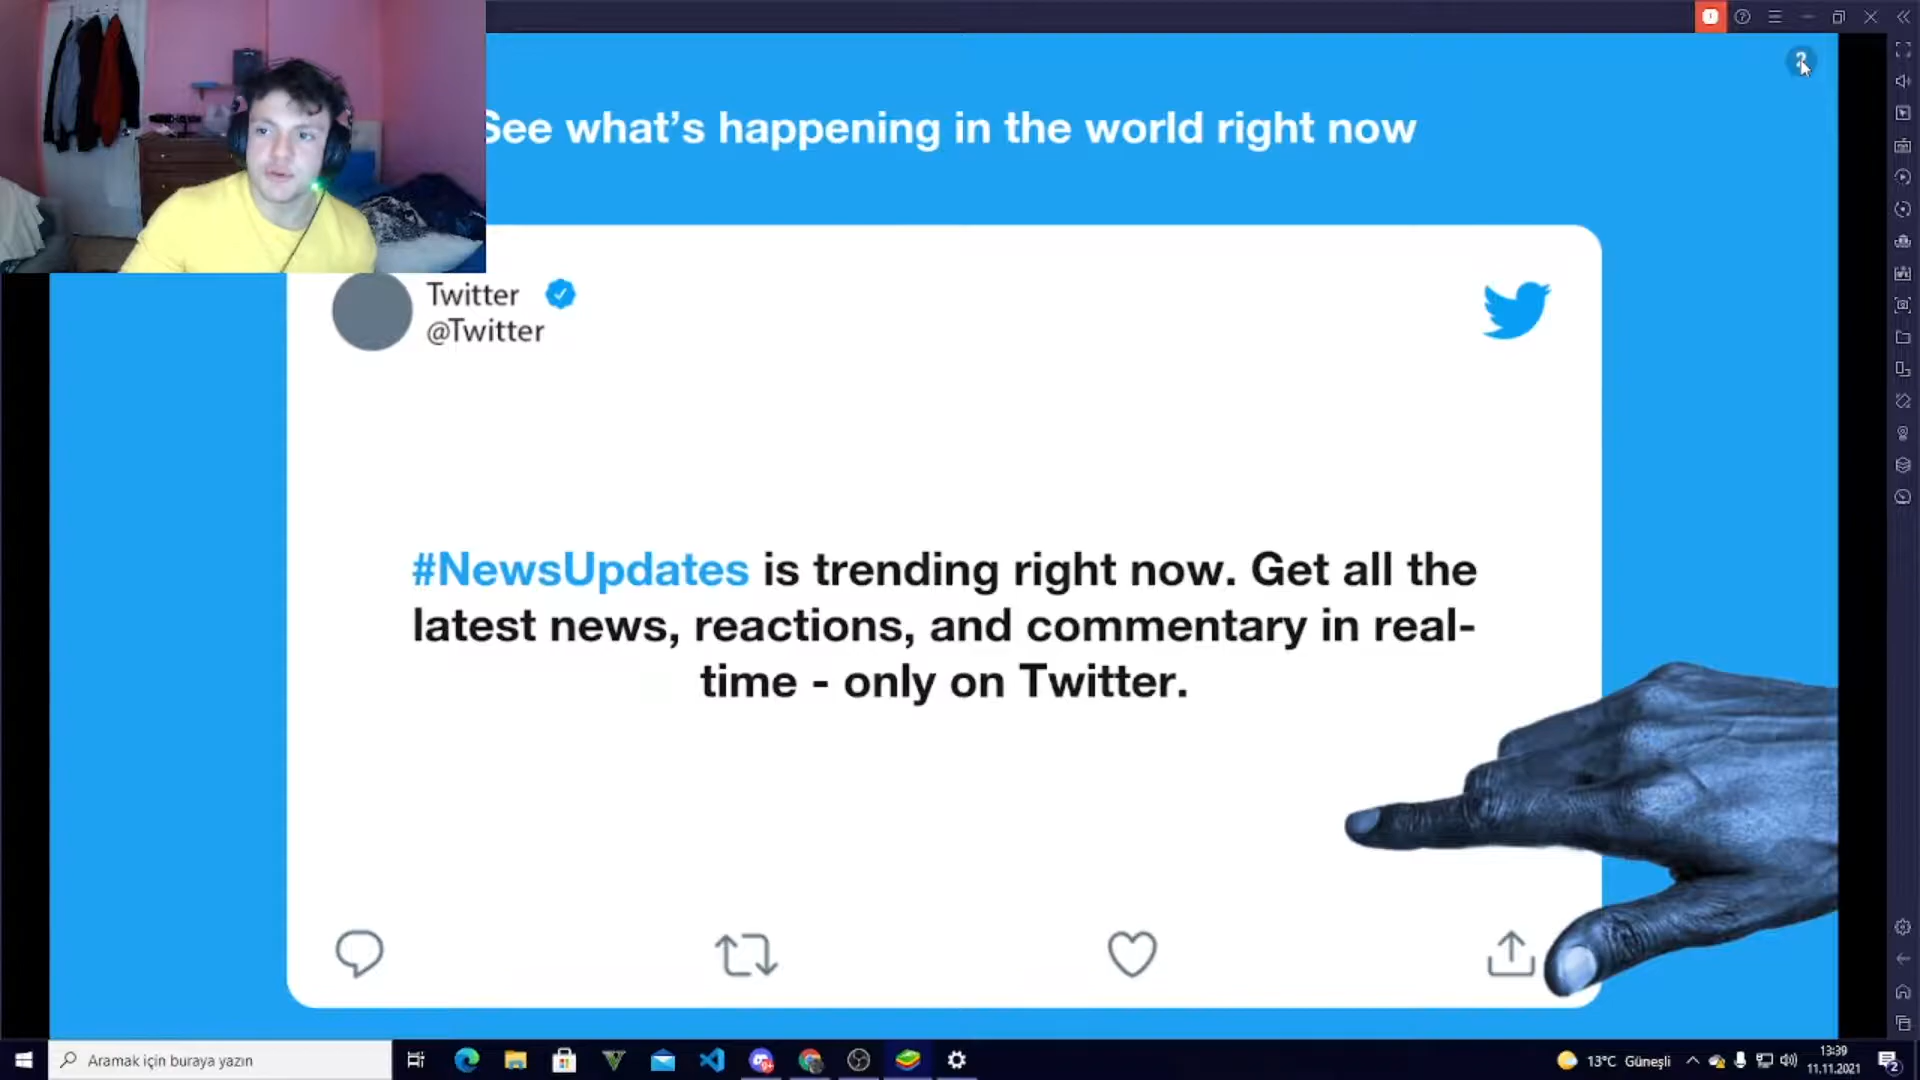 See what's happening in the world right now
Twitter
@Twitter
#NewsUpdates is trending right now. Get all the
latest news, reactions, and commentary in real-
time - only on Twitter.
Aramak için buraya yazın
13°C Güneşli
13:39
11.11.2021
2